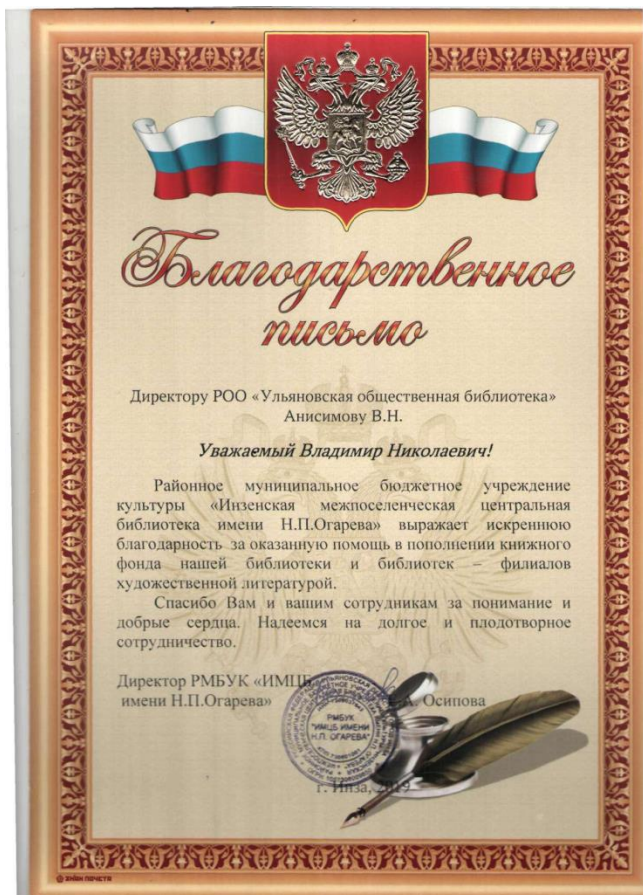 Благодарственное
письмо
Директору РОО «Ульяновская общественная библиотека»
Анисимову В.Н.
Уважаемый Владимир Николаевич!
Районное муниципальное бюджетное учреждение
культуры «Инзенская межпоселенческая центральная
библиотека имени Н.П.Огарева» выражает искреннюю
благодарность за оказанную помощь в пополнении книжного
фонда нашей библиотеки и библиотек – филиалов
художественной литературой.
Спасибо Вам и вашим сотрудникам за понимание и
добрые сердца. Надеемся на долгое и плодотворное
сотрудничество.
Директор РМБУК «ИМЦБ
имени Н.П.Огарева» А. Осипова
РМБУК
"ИМЦБ ИМЕНИ
Н.П. ОГАРЕВА"
г. Инза, 2019
ЗНАК ПОЧЕТА